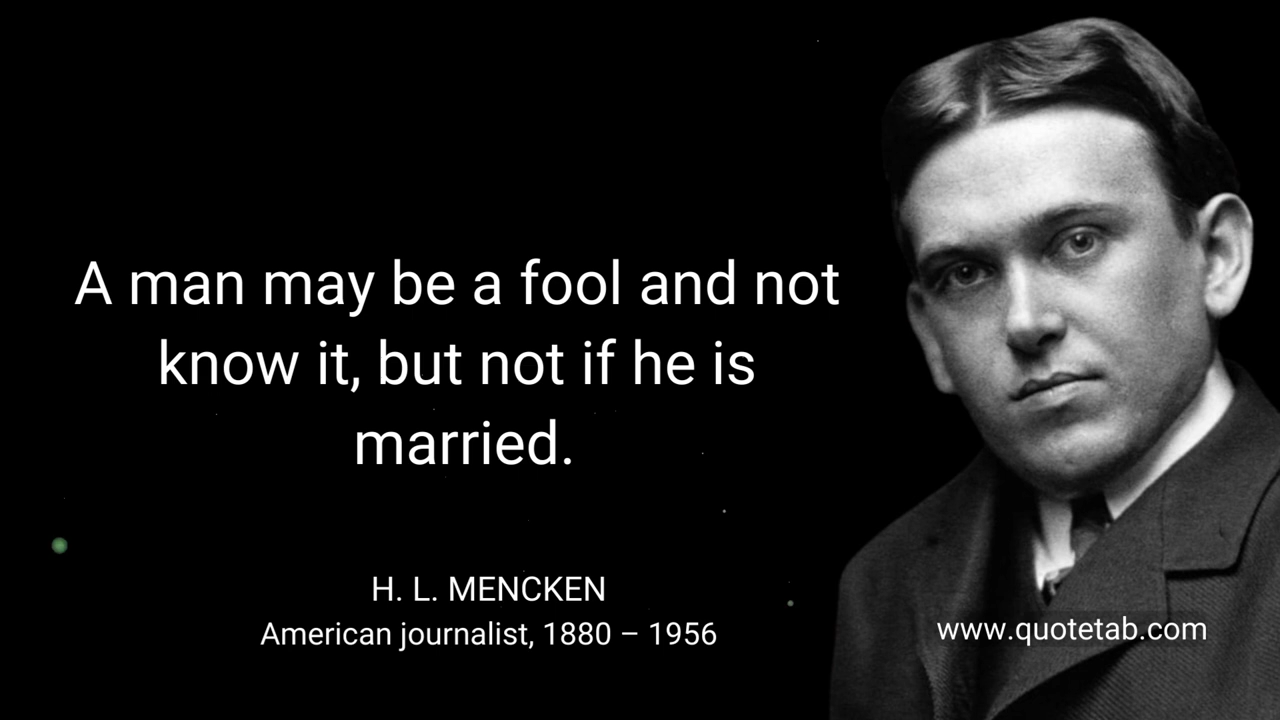 A man may be a fool and not
know it, but not if he is
married.
H. L. MENCKEN
American journalist, 1880 – 1956
www.quotetab.com